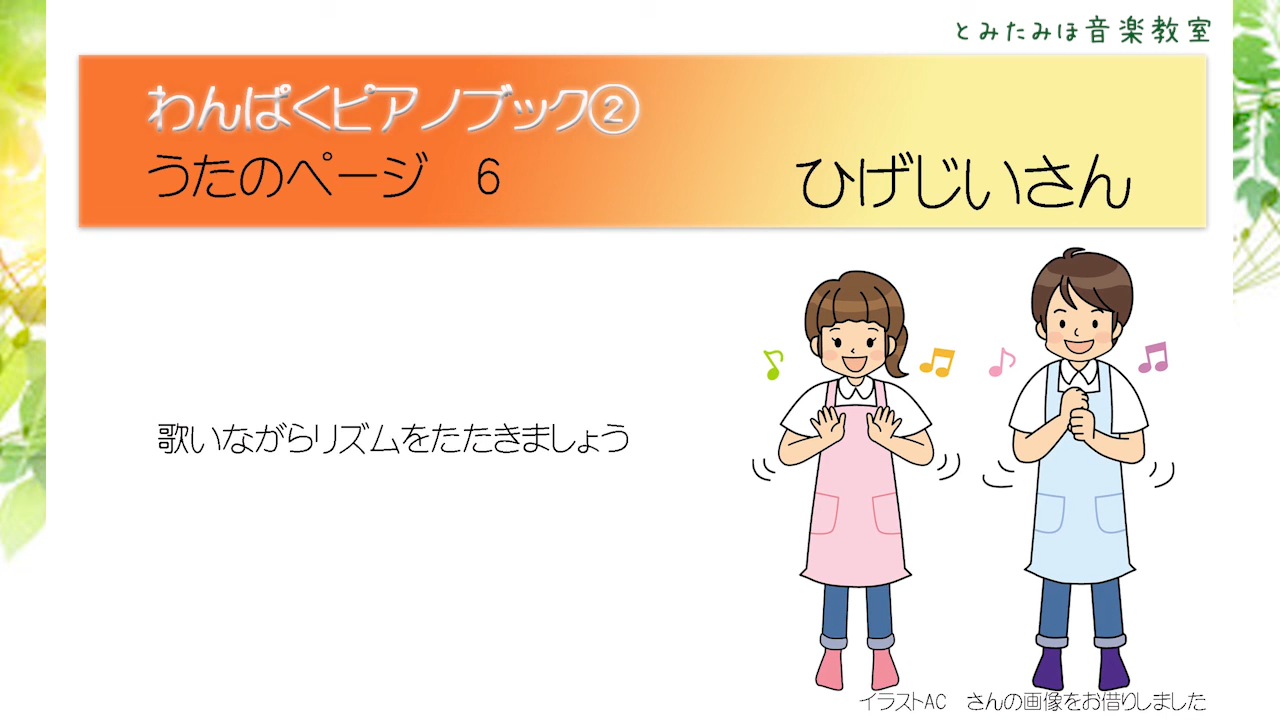 とみたみほ音楽教室
わんぱくピアノブック②
うたのページ　6
ひげじいさん
歌いながらリズムをたたきましょう
イラストAC　さんの画像をお借りしました